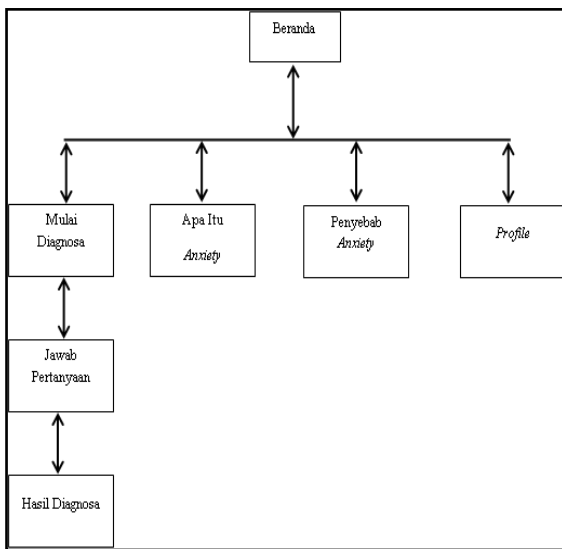 Beranda
Mulai
Diagnosa
Apa Itu
Anxiety
Penyebab
Anxiety
Profile
Jawab
Pertanyaan
Hasil Diagnosa